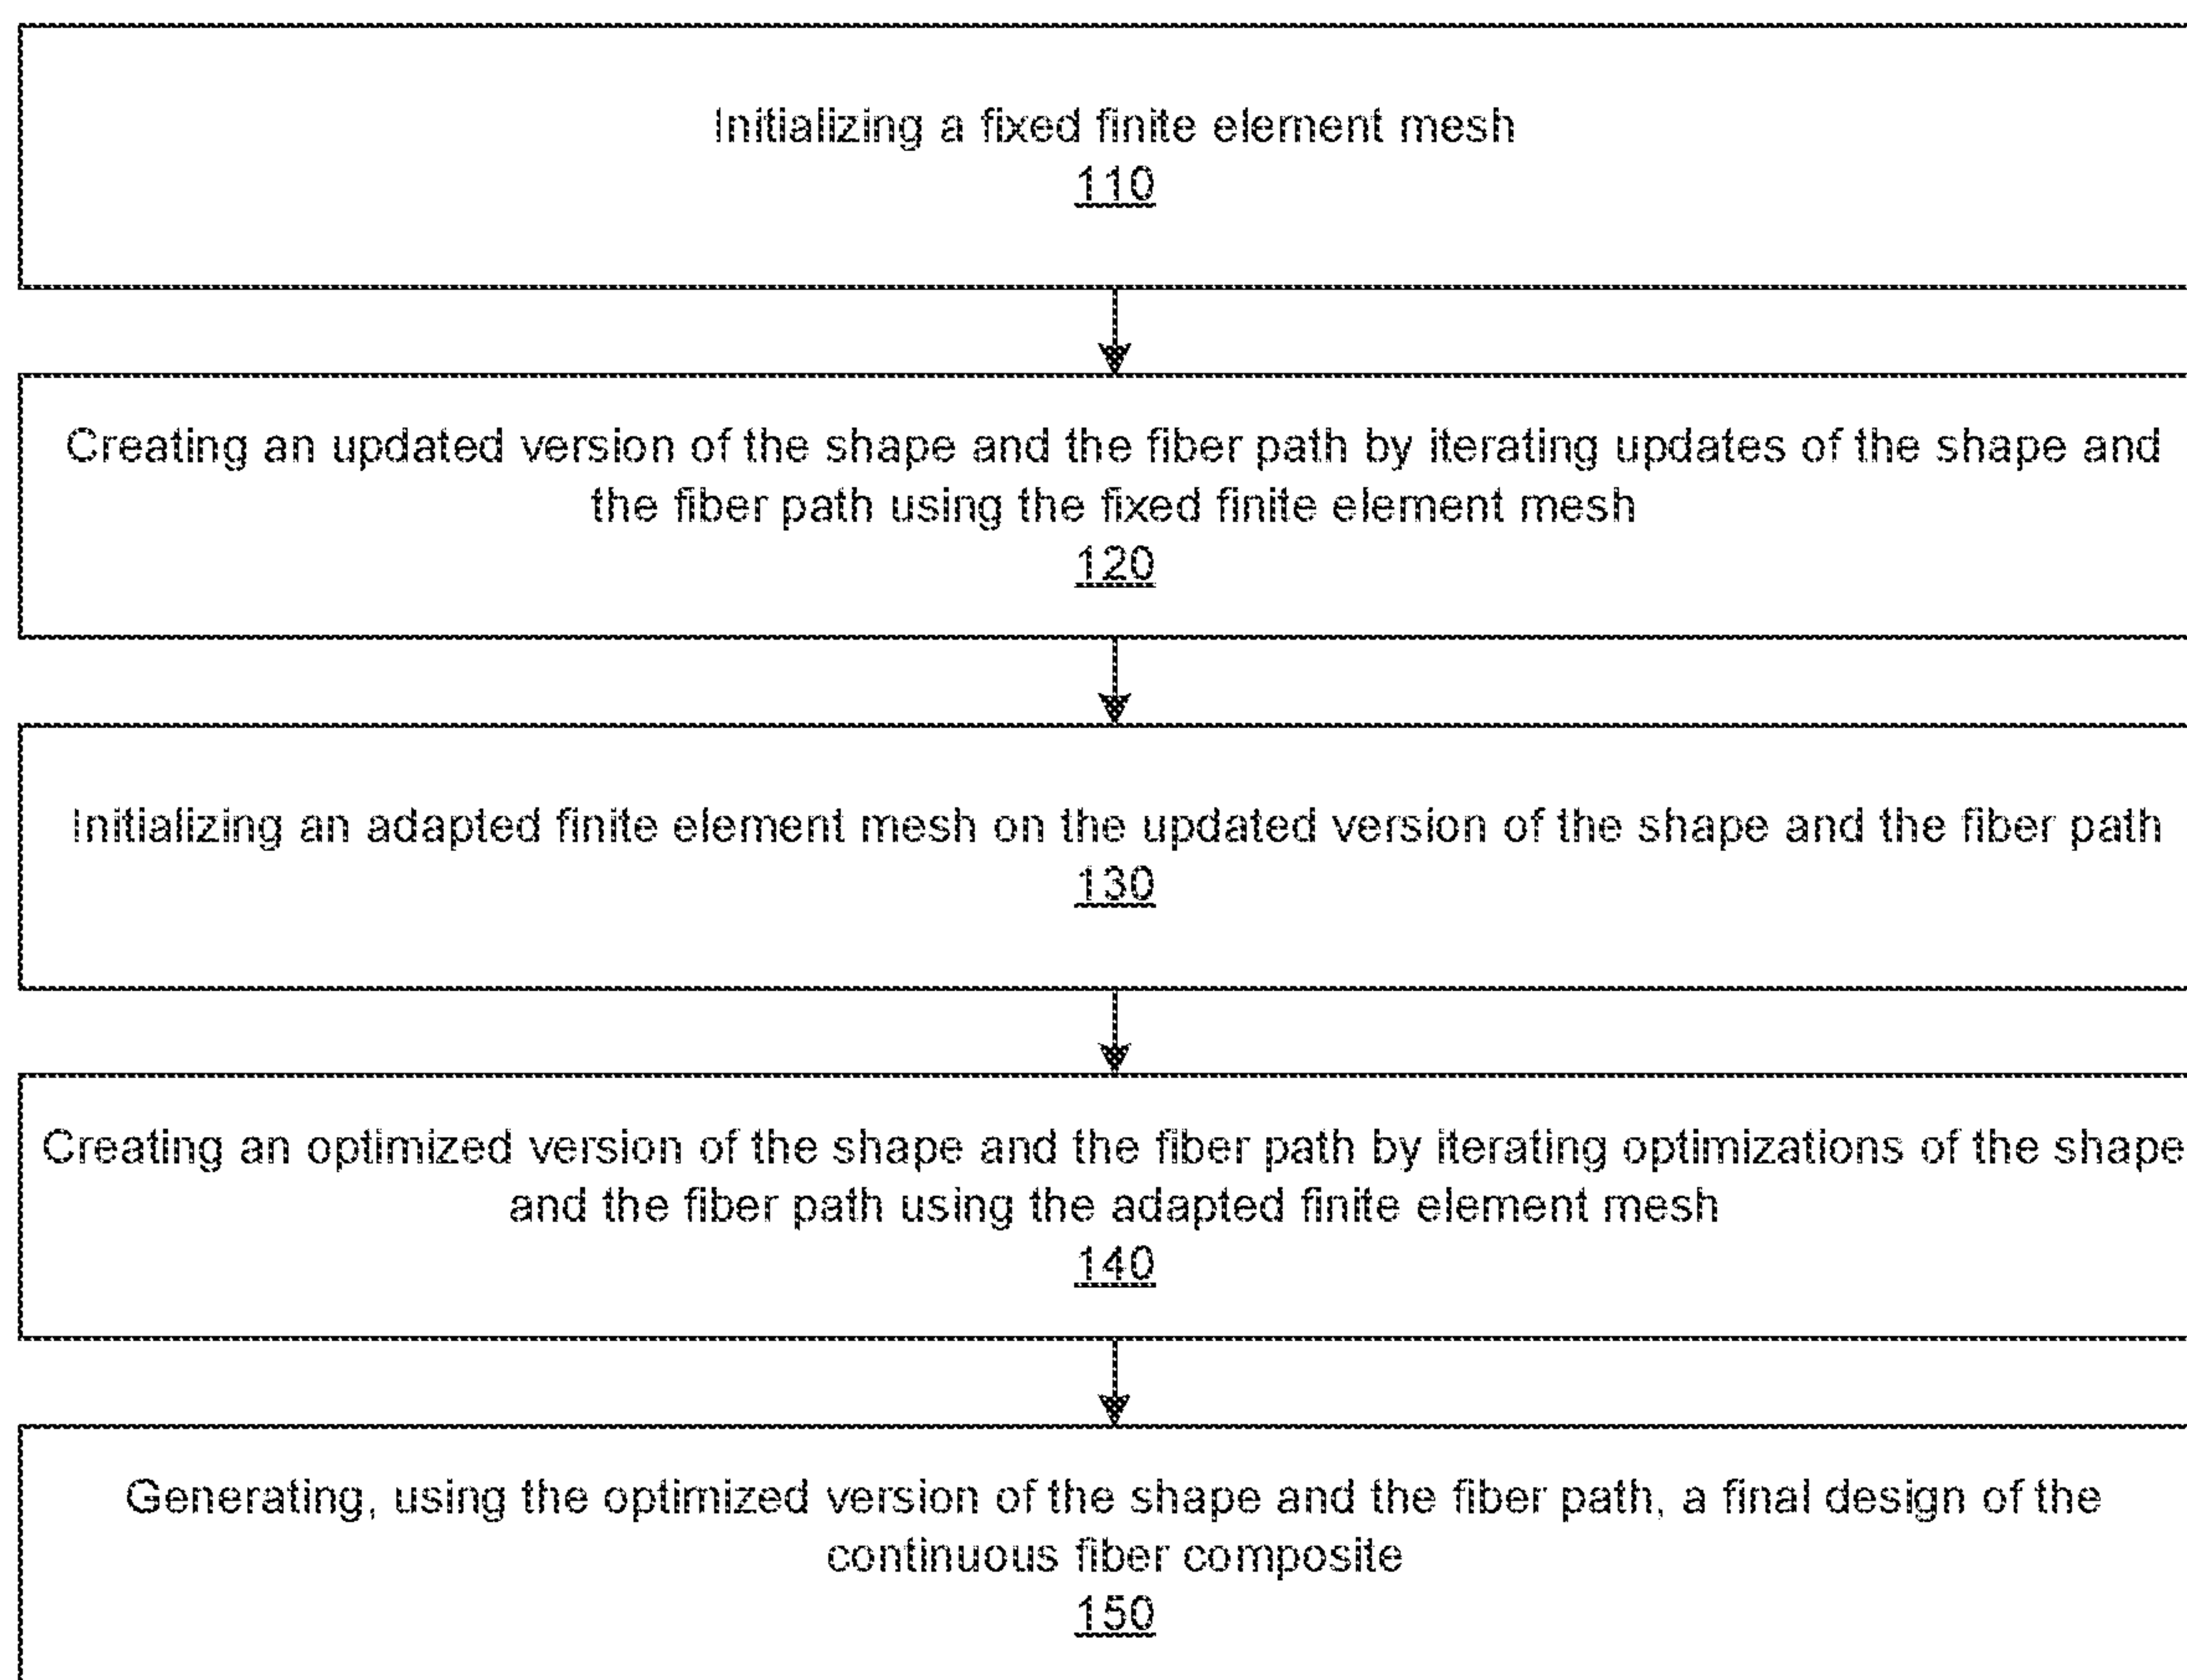 Initializing a fixed finite element mesh
110
Creating an updated version of the shape and the fiber path by iterating updates of the shape and
the fiber path using the fixed finite element mesh
120
Initializing an adapted finite element mesh on the updated version of the shape and the fiber path
130
Creating an optimized version of the shape and the fiber path by iterating optimizations of the shape
and the fiber path using the adapted finite element mesh
140
Generating, using the optimized version of the shape and the fiber path, a final design of the
continuous fiber composite
150